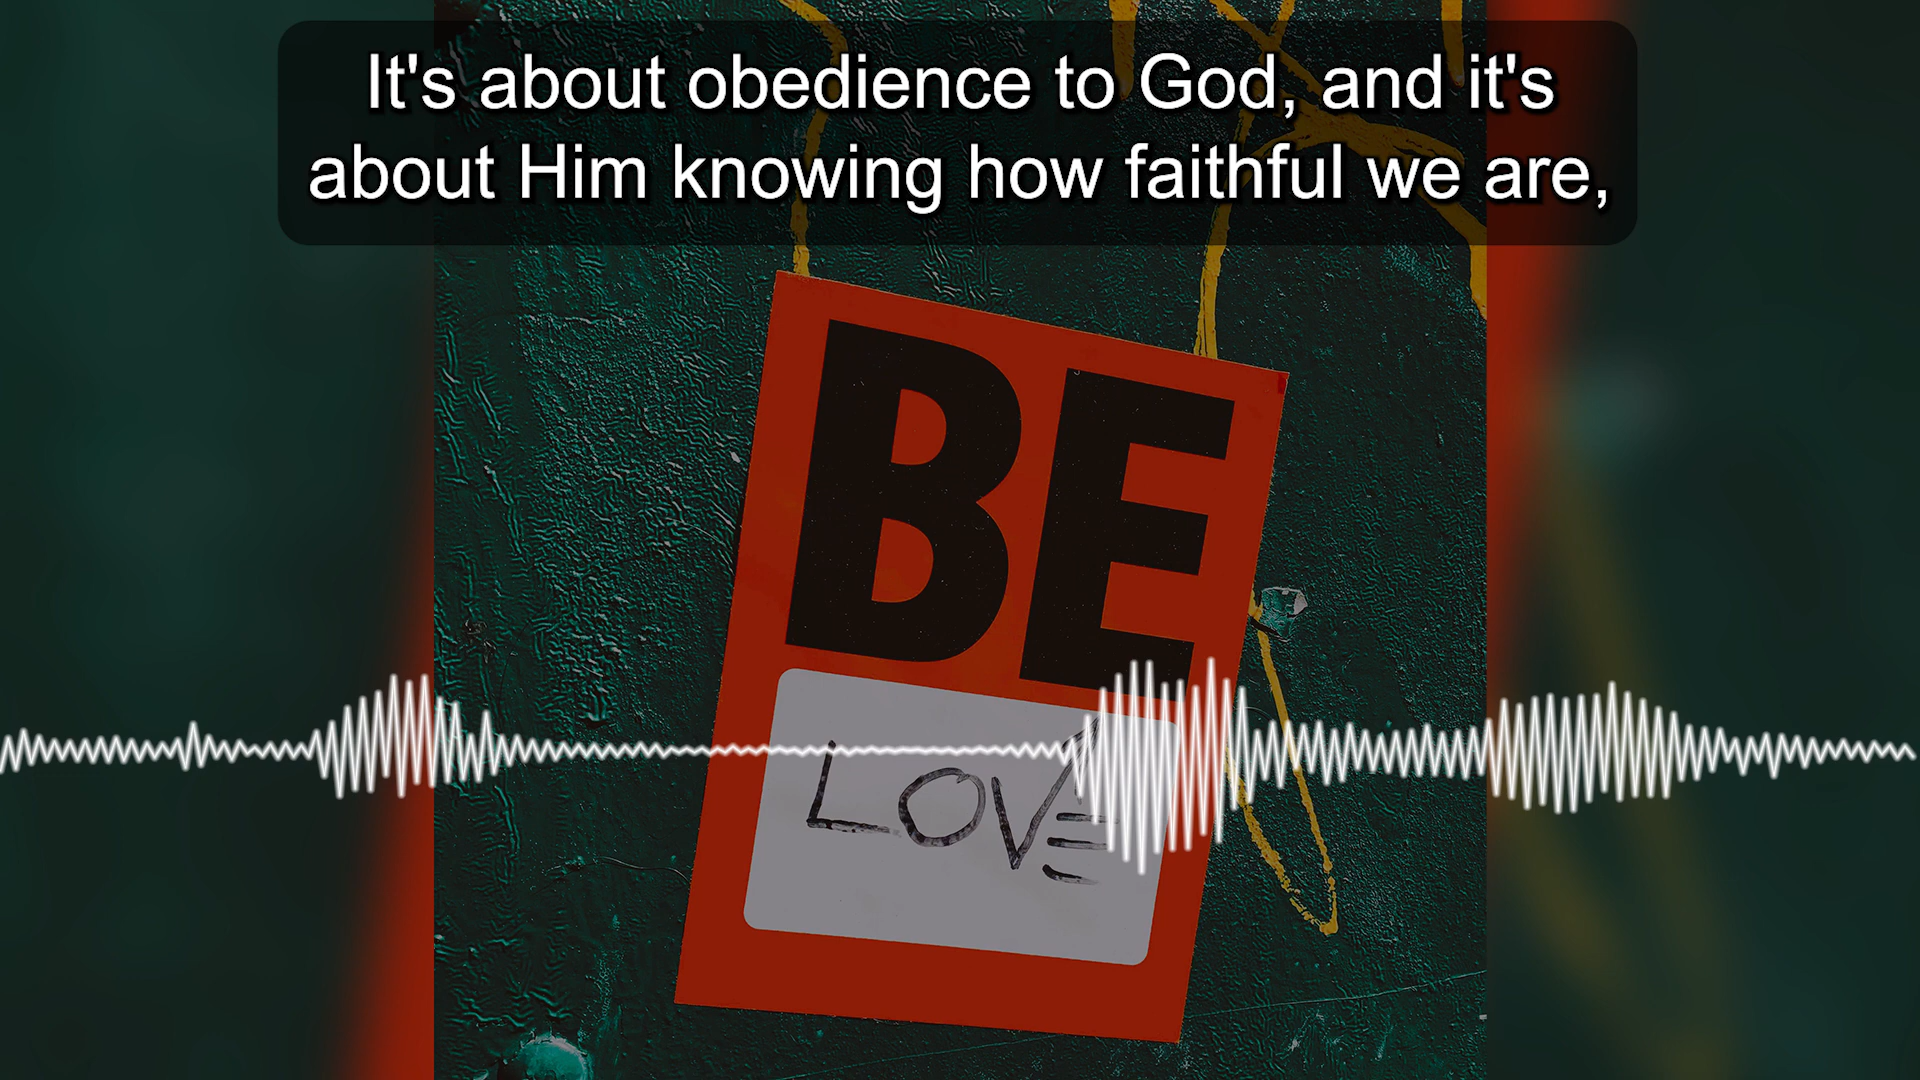 It's about obedience to God, and it's
about Him knowing how faithful we are,
BE
LOVE